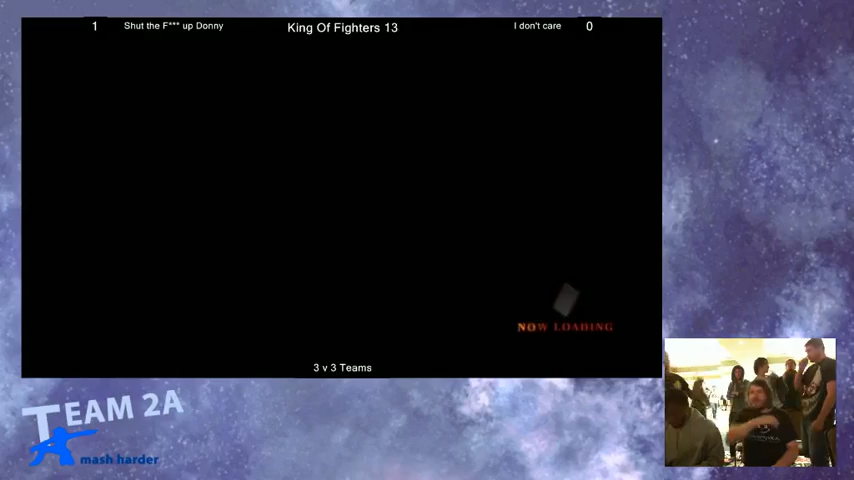 1 Shut the F*** up Donny King Of Fighters 13 I don't care 0
NOW LOADING
3 v 3 Teams
TEAM 2A
mash harder